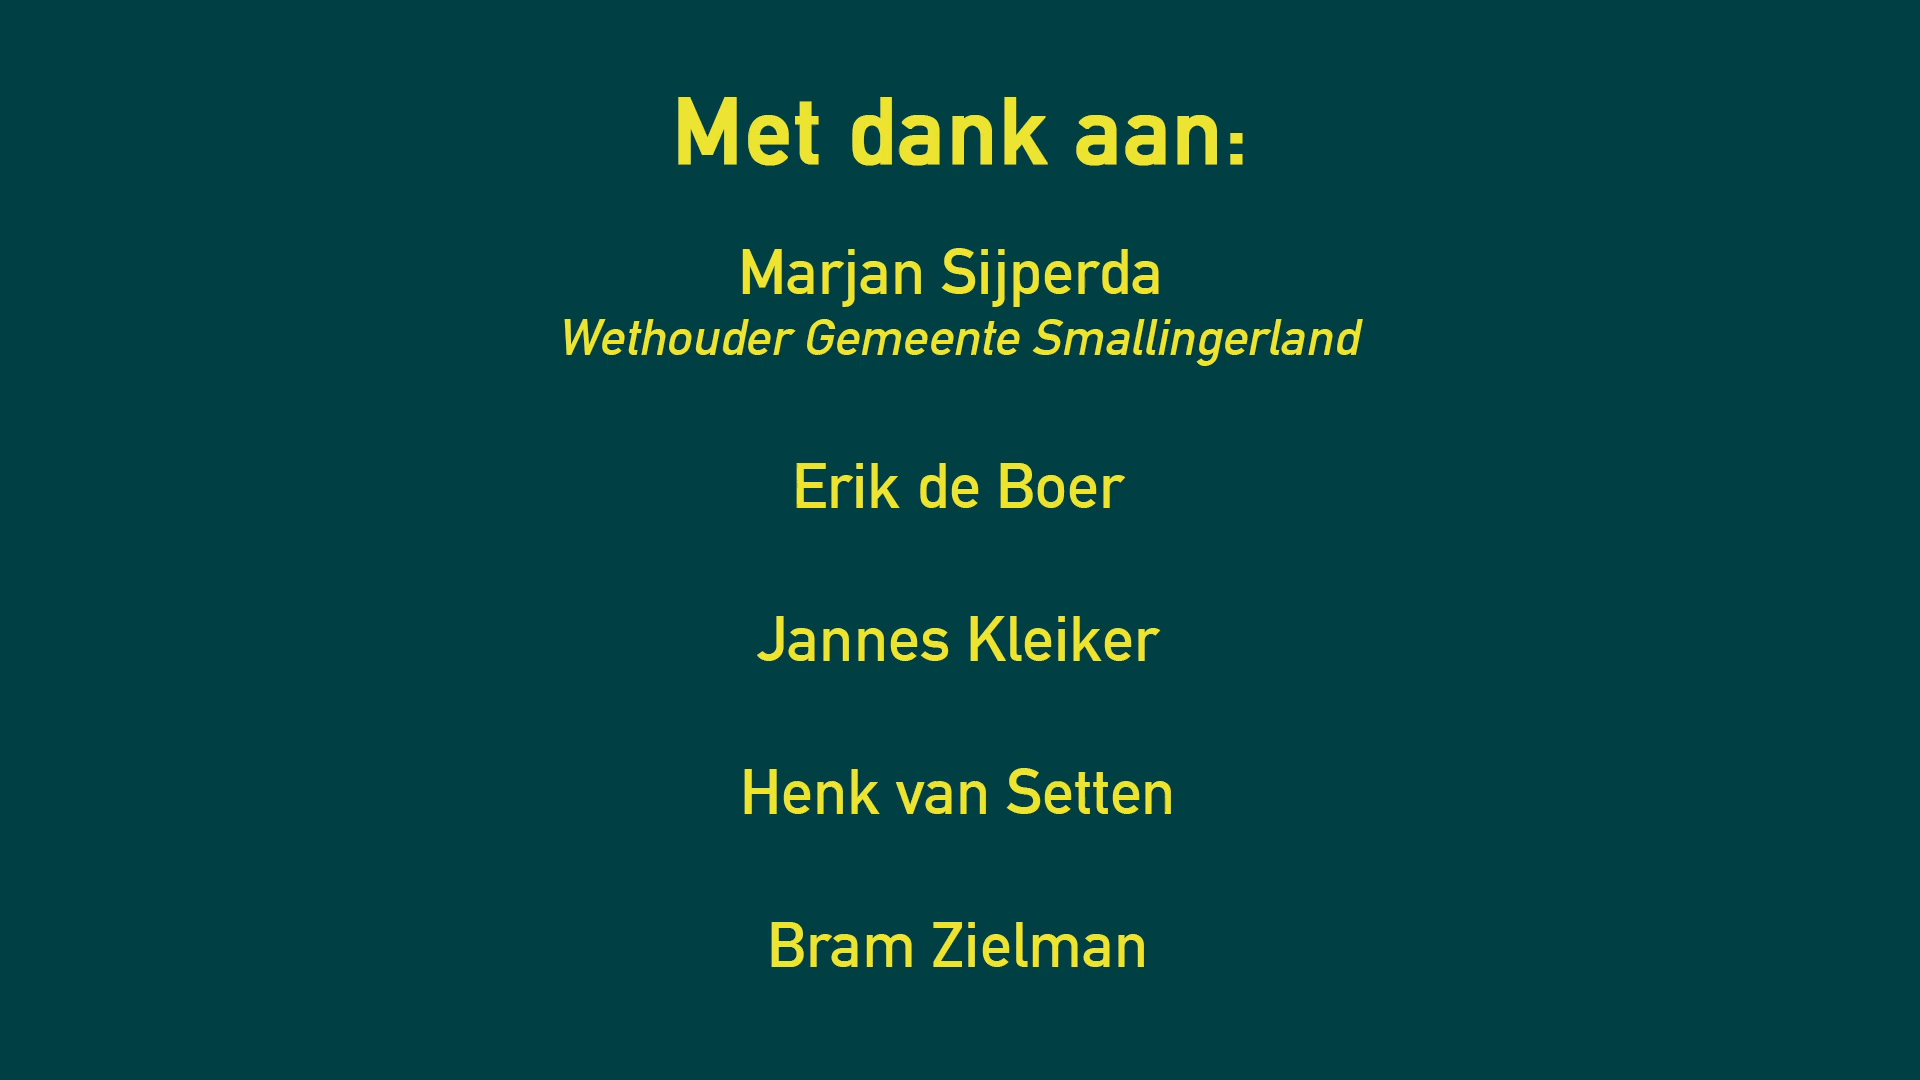 Met dank aan:
Marjan Sijperda
Wethouder Gemeente Smallingerland
Erik de Boer
Jannes Kleiker
Henk van Setten
Bram Zielman